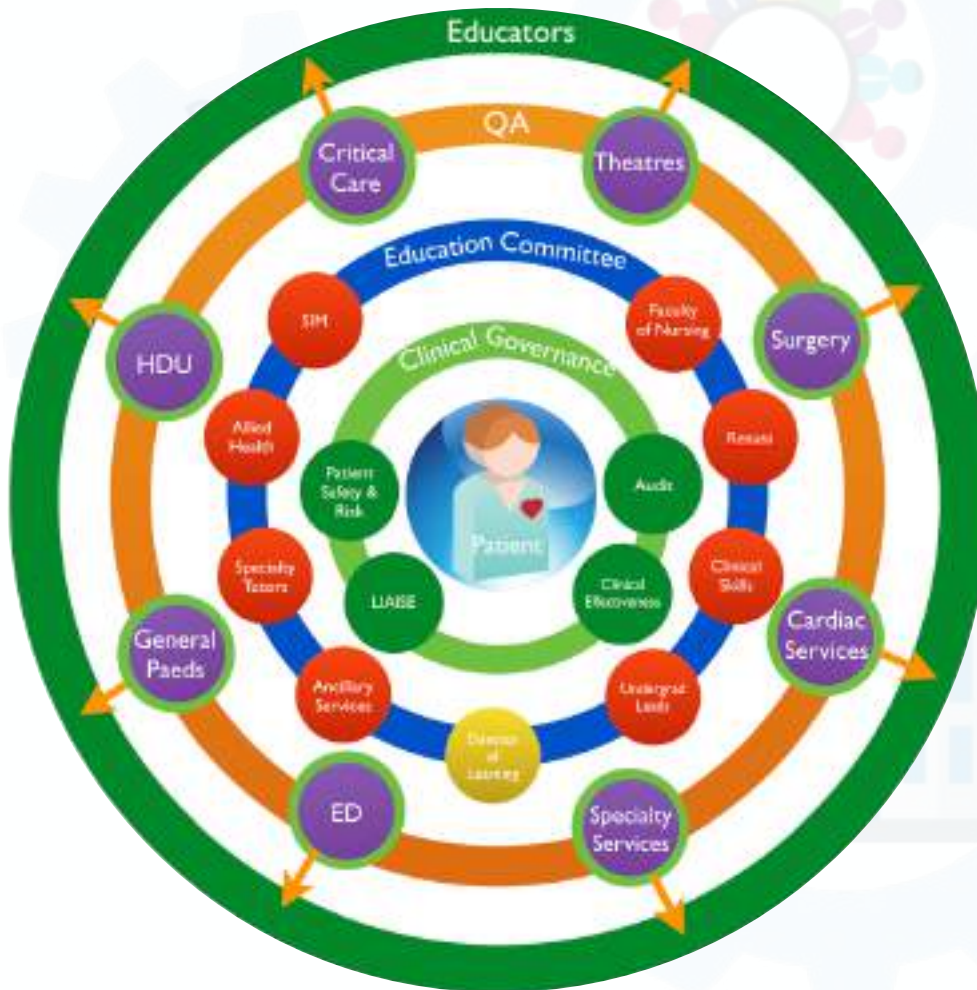 Educators
QA
Critical
Care
Theatres
Education Committee
SIM
Faculty
of Nursing
HDU
Surgery
Clinical Governance
Allied
Health
Resus
Patient
Safety &
Risk
Audit
Patient
Specialty
Tutors
Clinical
Skills
LIAISE
Clinical
Effectiveness
General
Paeds
Cardiac
Services
Ancillary
Services
Undergrad
Leads
Director
of
Learning
ED
Specialty
Services